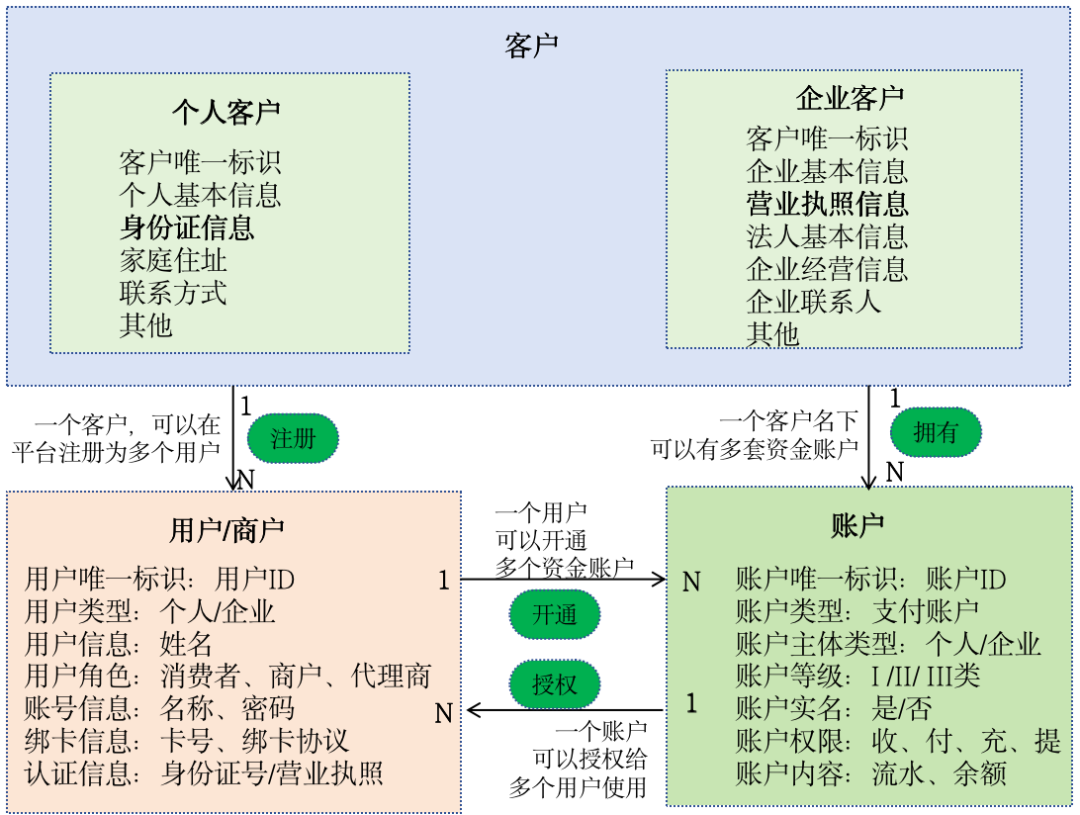 客户
个人客户
客户唯一标识
个人基本信息
身份证信息
家庭住址
联系方式
其他
企业客户
客户唯一标识
企业基本信息
营业执照信息
法人基本信息
企业经营信息
企业联系人
其他
一个客户，可以在
平台注册为多个用户
1
注册
N
一个客户名下
可以有多套资金账户
1
拥有
N
用户/商户
用户唯一标识：用户ID
用户类型：个人/企业
用户信息：姓名
用户角色：消费者、商户、代理商
账号信息：名称、密码
绑卡信息：卡号、绑卡协议
认证信息：身份证号/营业执照
一个用户
可以开通
多个资金账户
1
N
开通
授权
N
1
一个账户
可以授权给
多个用户使用
账户
账户唯一标识：账户ID
账户类型：支付账户
账户主体类型：个人/企业
账户等级：I /II/ III类
账户实名：是/否
账户权限：收、付、充、提
账户内容：流水、余额